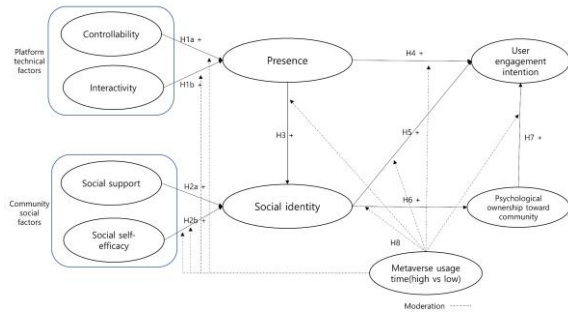 Platform
technical
factors
Controllability
Interactivity
H1a +
H1b +
Presence
H4 +
User
engagement
intention
H3 +
H5 +
H7 +
Community
social
factors
Social support
Social self-
efficacy
H2a +
H2b +
Social identity
H6 +
Psychological
ownership toward
community
H8
Metaverse usage
time(high vs low)
Moderation